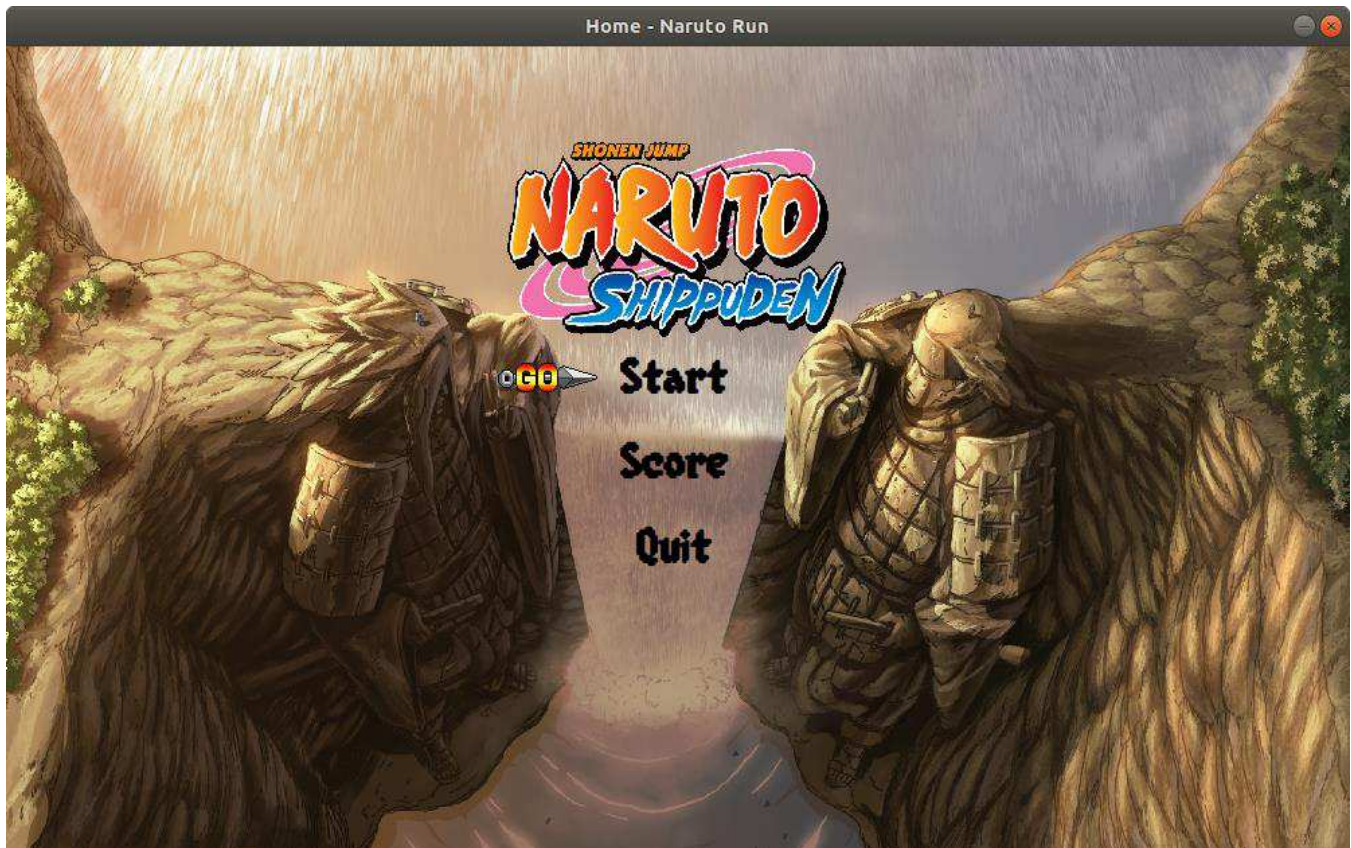 Home - Naruto Run
SHONEN JUMP
NARUTO
SHIPPUDEN
GO Start
Score
Quit